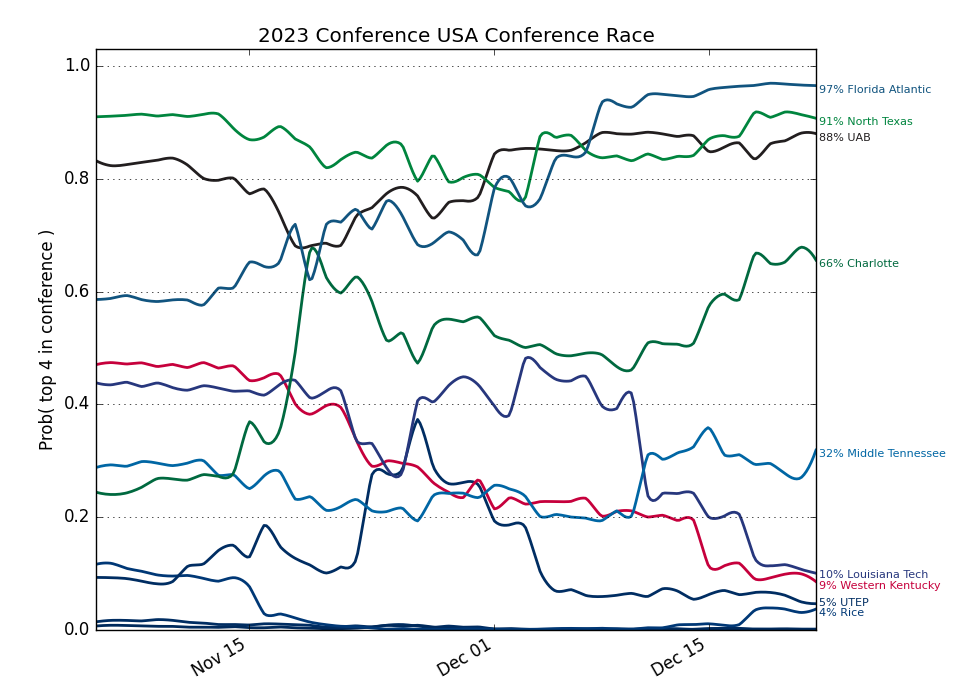 2023 Conference USA Conference Race
Prob( top 4 in conference )
1.0
0.8
0.6
0.4
0.2
0.0
Nov 15
Dec 01
Dec 15
97% Florida Atlantic
91% North Texas
88% UAB
66% Charlotte
32% Middle Tennessee
10% Louisiana Tech
9% Western Kentucky
5% UTEP
4% Rice